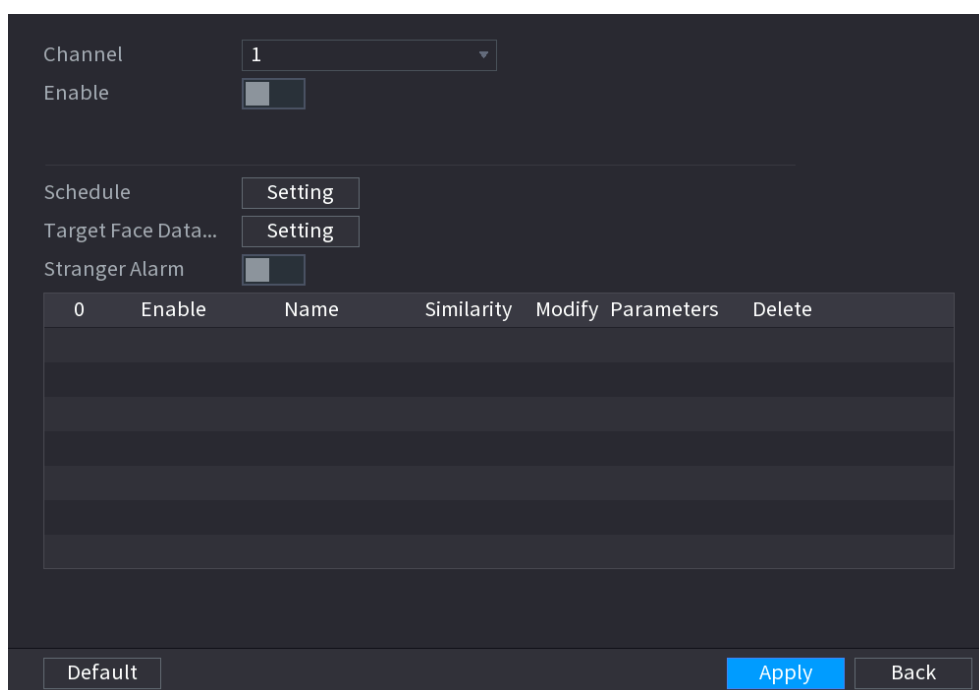 Channel 1
Enable
Schedule Setting
Target Face Data... Setting
Stranger Alarm
0 Enable Name Similarity Modify Parameters Delete
Default Apply Back